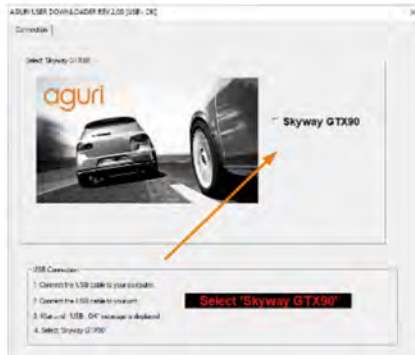 AGURI USER DOWNLOADER REV 2.00 [USB - OK]
Connection
Select Skyway GTX90
aguri
Skyway GTX90
USB Connection
1. Connect the USB cable to your computer.
2. Connect the USB cable to your unit.
3. Wait until 'USB - OK' message is displayed
4. Select 'Skyway GTX90'
Select 'Skyway GTX90'